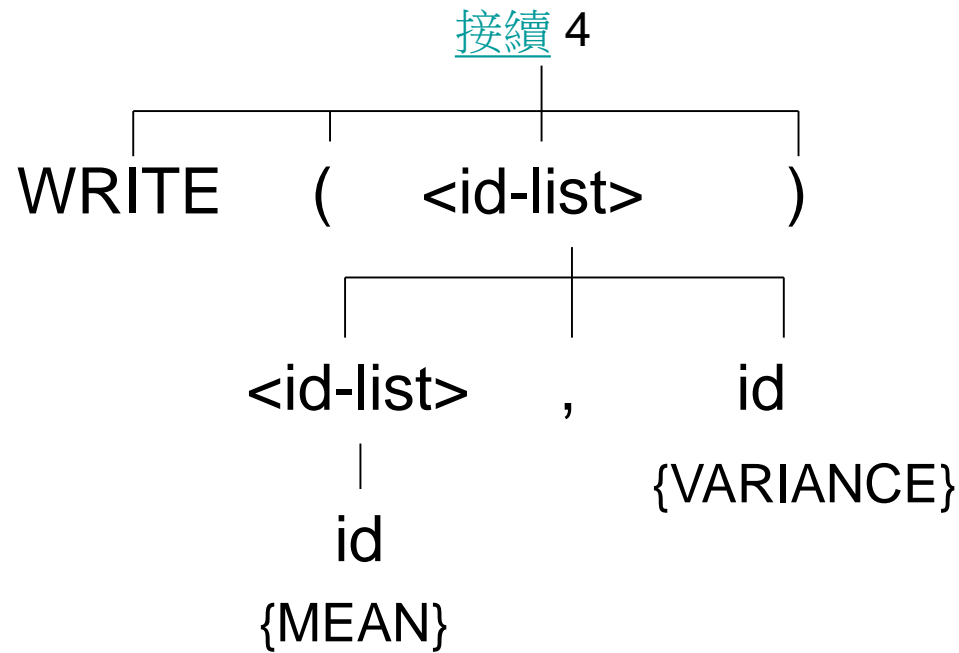 接續 4
WRITE ( <id-list> )
<id-list> , id
{VARIANCE}
id
{MEAN}